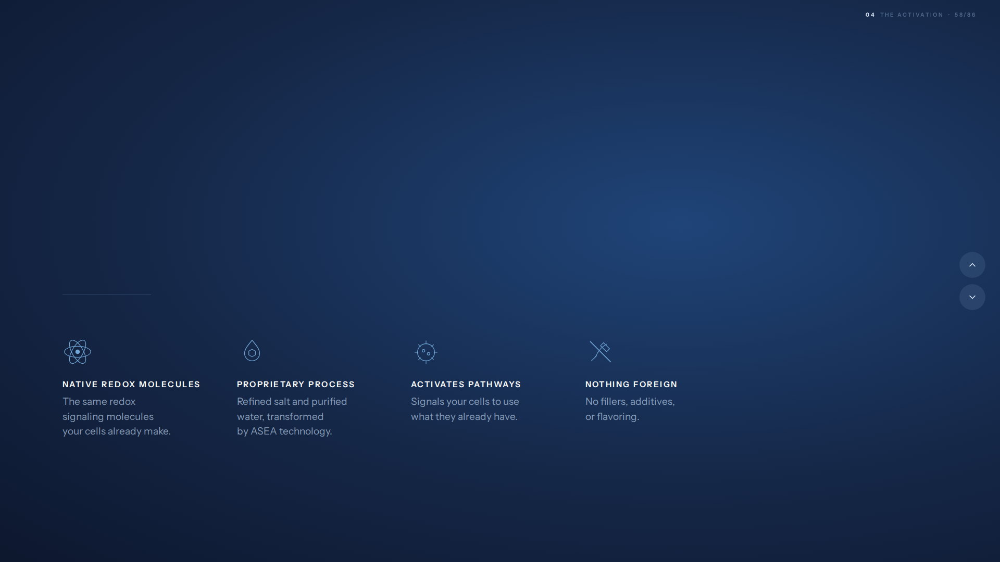 04 THE ACTIVATION · 58/86
NATIVE REDOX MOLECULES
The same redox
signaling molecules
your cells already make.
PROPRIETARY PROCESS
Refined salt and purified
water, transformed
by ASEA technology.
ACTIVATES PATHWAYS
Signals your cells to use
what they already have.
NOTHING FOREIGN
No fillers, additives,
or flavoring.